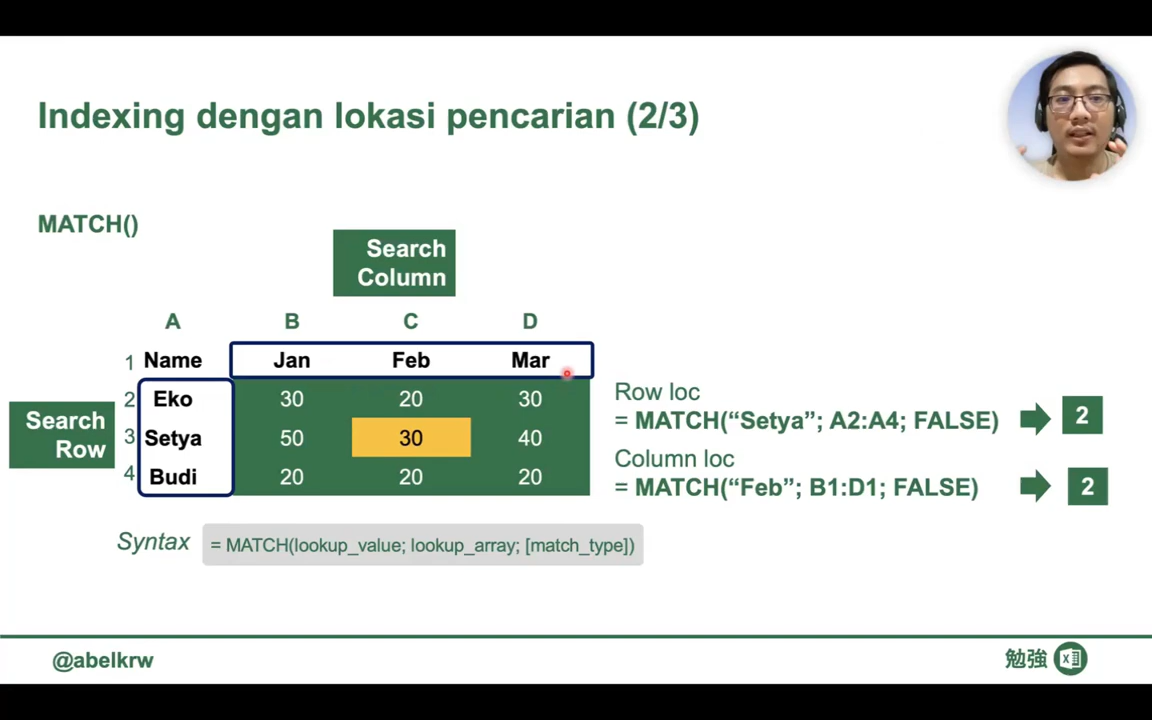 Indexing dengan lokasi pencarian (2/3)
MATCH()
Search
Column
A B C D
1 Name Jan Feb Mar
2 Eko 30 20 30
3 Setya 50 30 40
4 Budi 20 20 20
Search
Row
Row loc
= MATCH(“Setya”; A2:A4; FALSE) 2
Column loc
= MATCH(“Feb”; B1:D1; FALSE) 2
Syntax = MATCH(lookup_value; lookup_array; [match_type])
@abelkrw
勉強 X